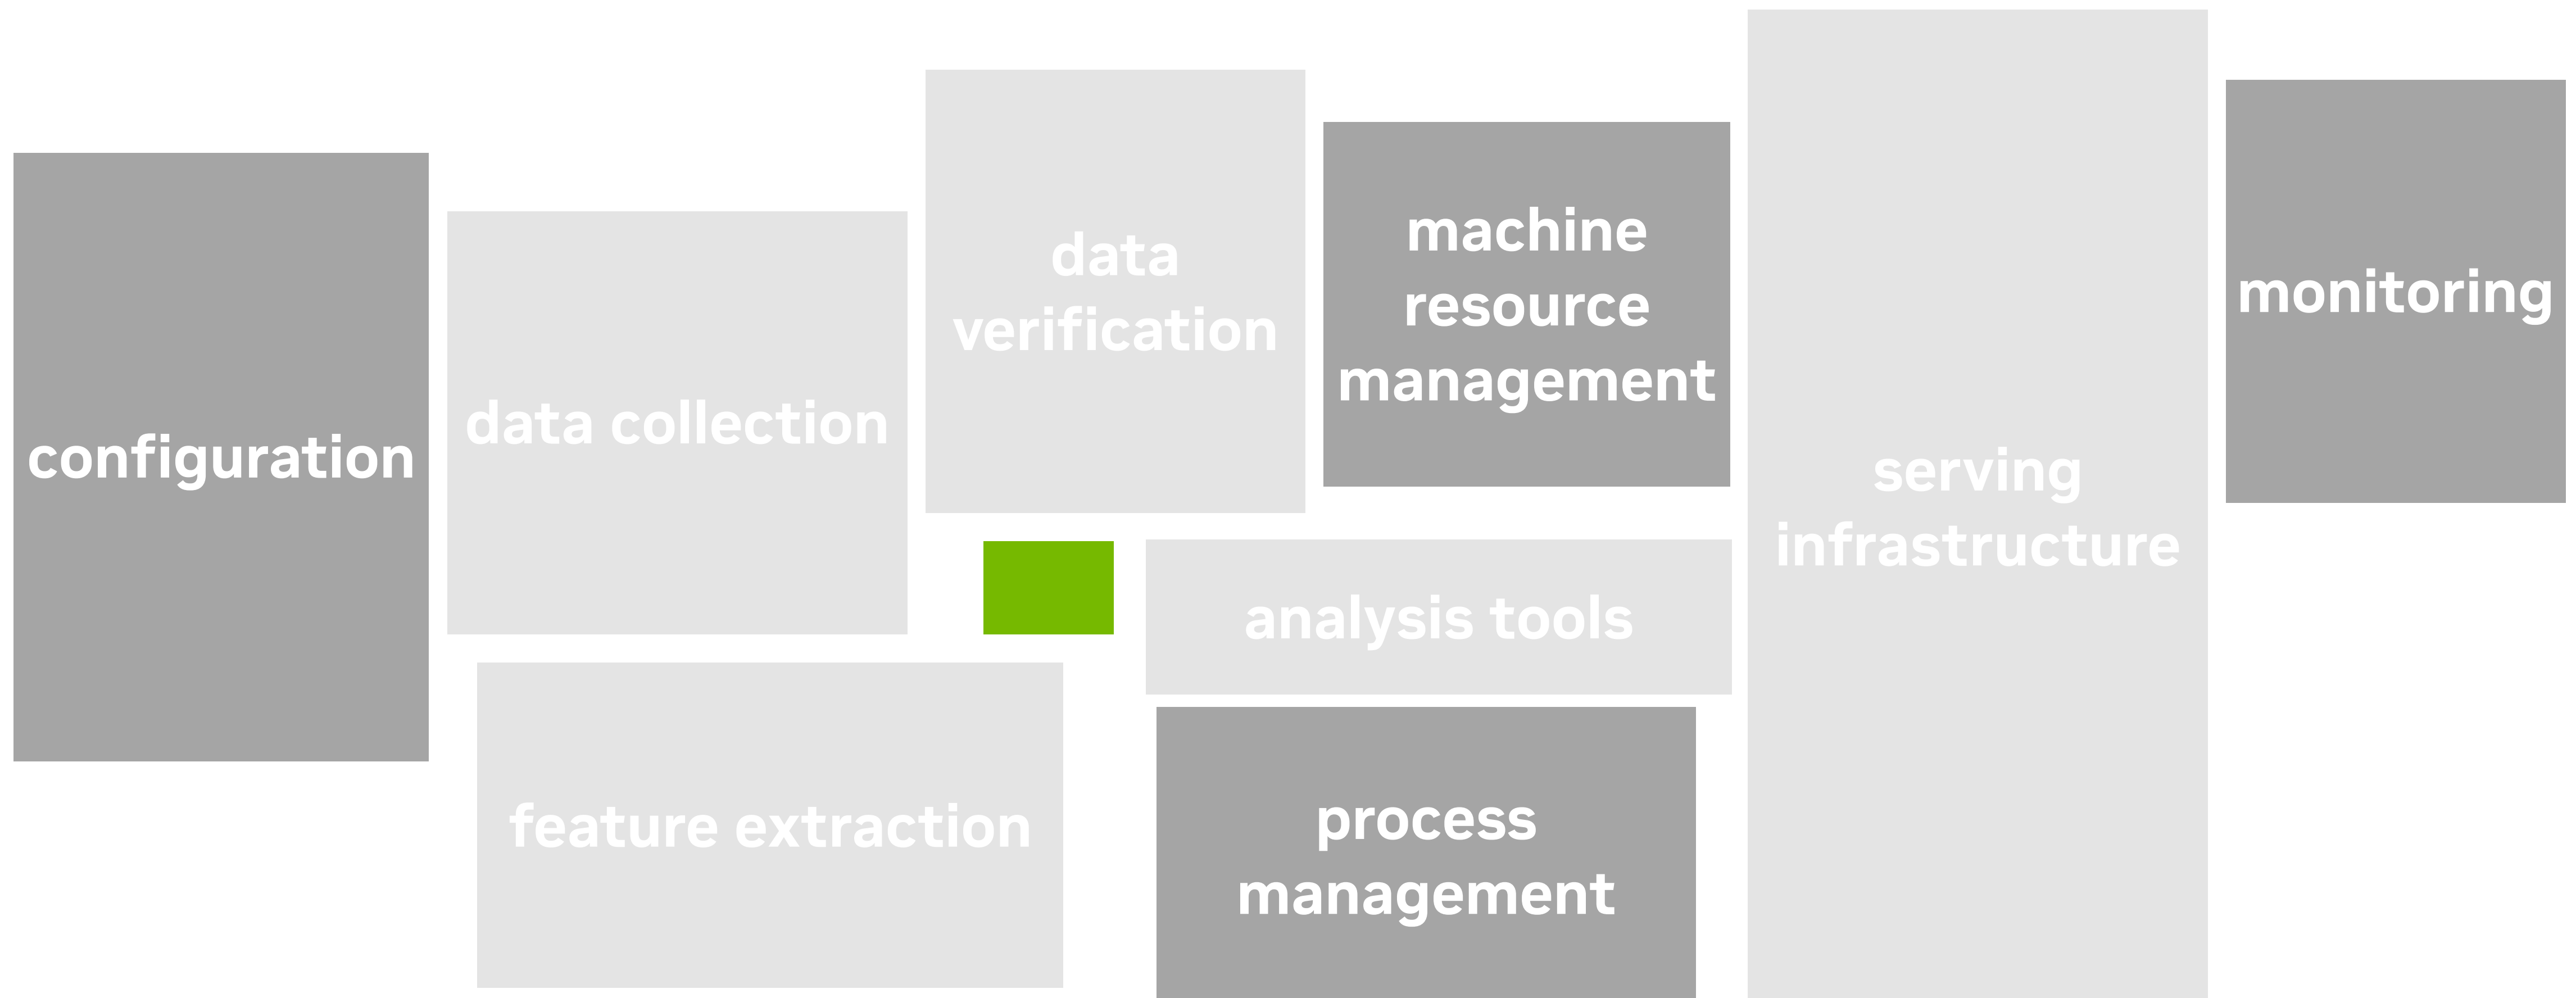 configuration
data collection
data
verification
machine
resource
management
serving
infrastructure
monitoring
analysis tools
feature extraction
process
management